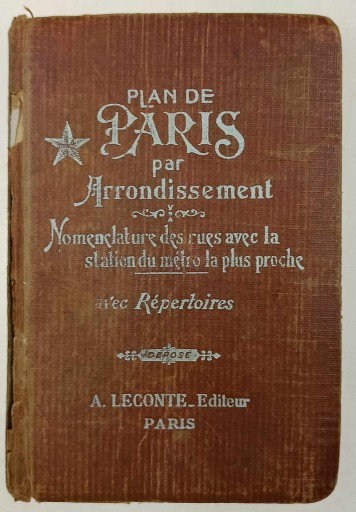 PLAN DE
PARIS
par
Arrondissement
Nomenclature des rues avec la
station du métro la plus proche
avec Répertoires
DÉPOSÉ
A. LECONTE_Editeur
PARIS